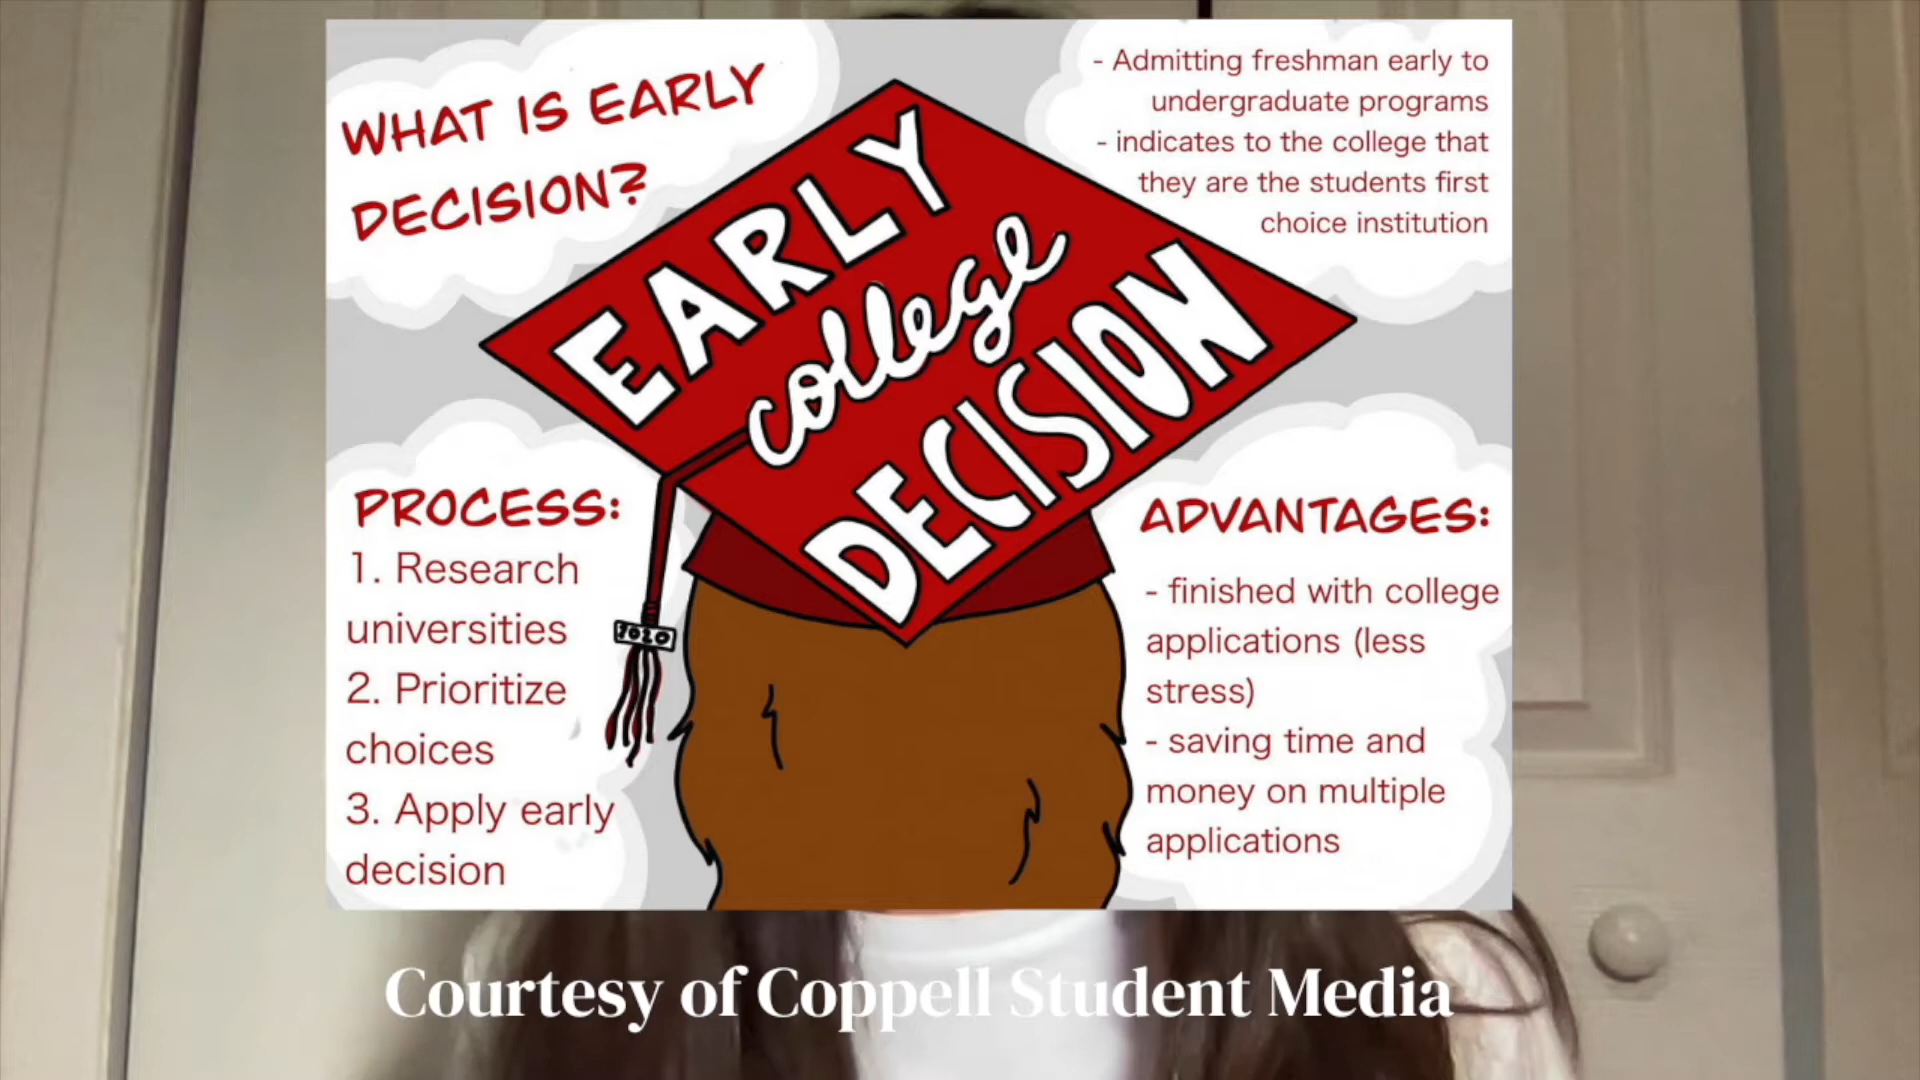 WHAT IS EARLY
DECISION?
- Admitting freshman early to
undergraduate programs
- indicates to the college that
they are the students first
choice institution
EARLY
college
DECISION
PROCESS:
1. Research
universities
2. Prioritize
choices
3. Apply early
decision
2020
ADVANTAGES:
- finished with college
applications (less
stress)
- saving time and
money on multiple
applications
Courtesy of Coppell Student Media